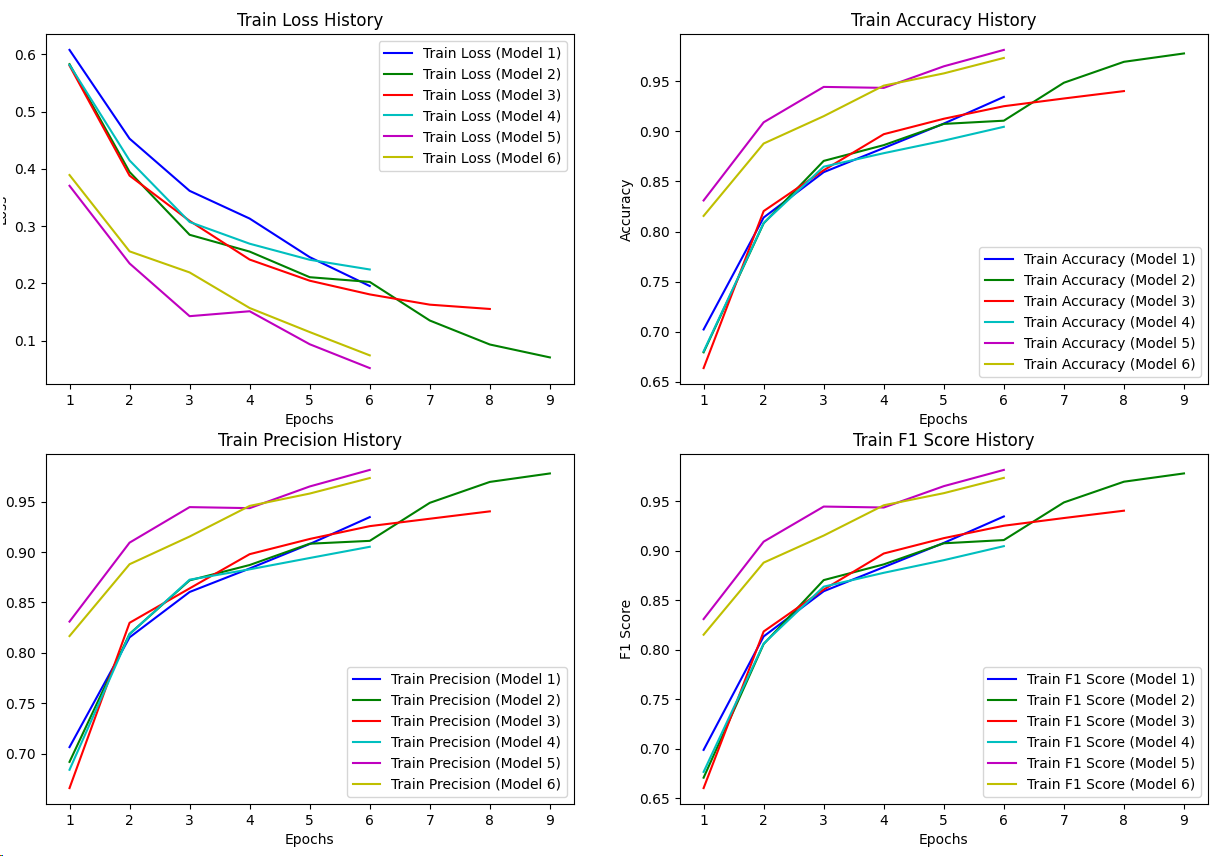 Train Loss History
0.6
0.5
0.4
0.3
0.2
0.1
Train Loss (Model 1)
Train Loss (Model 2)
Train Loss (Model 3)
Train Loss (Model 4)
Train Loss (Model 5)
Train Loss (Model 6)
1 2 3 4 5 6 7 8 9
Epochs
Train Accuracy History
Accuracy
0.95
0.90
0.85
0.80
0.75
0.70
0.65
Train Accuracy (Model 1)
Train Accuracy (Model 2)
Train Accuracy (Model 3)
Train Accuracy (Model 4)
Train Accuracy (Model 5)
Train Accuracy (Model 6)
1 2 3 4 5 6 7 8 9
Epochs
Train Precision History
0.95
0.90
0.85
0.80
0.75
0.70
Train Precision (Model 1)
Train Precision (Model 2)
Train Precision (Model 3)
Train Precision (Model 4)
Train Precision (Model 5)
Train Precision (Model 6)
1 2 3 4 5 6 7 8 9
Epochs
Train F1 Score History
F1 Score
0.95
0.90
0.85
0.80
0.75
0.70
0.65
Train F1 Score (Model 1)
Train F1 Score (Model 2)
Train F1 Score (Model 3)
Train F1 Score (Model 4)
Train F1 Score (Model 5)
Train F1 Score (Model 6)
1 2 3 4 5 6 7 8 9
Epochs